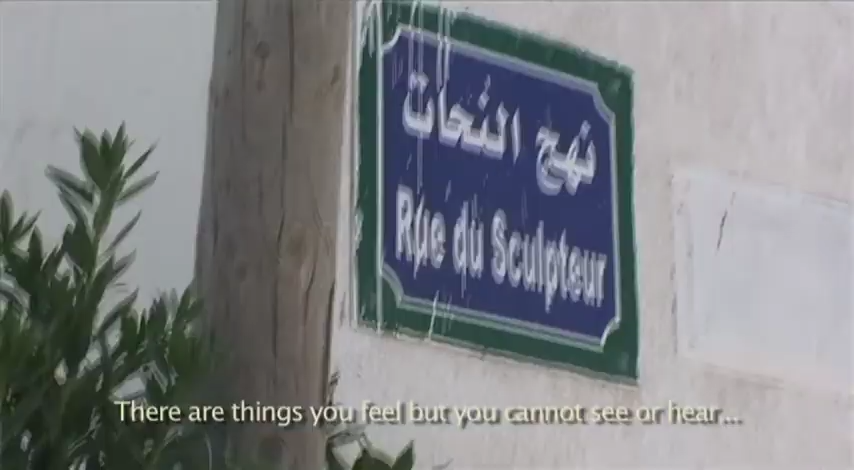 نهج النحات
Rue du Sculpteur
There are things you feel but you cannot see or hear...